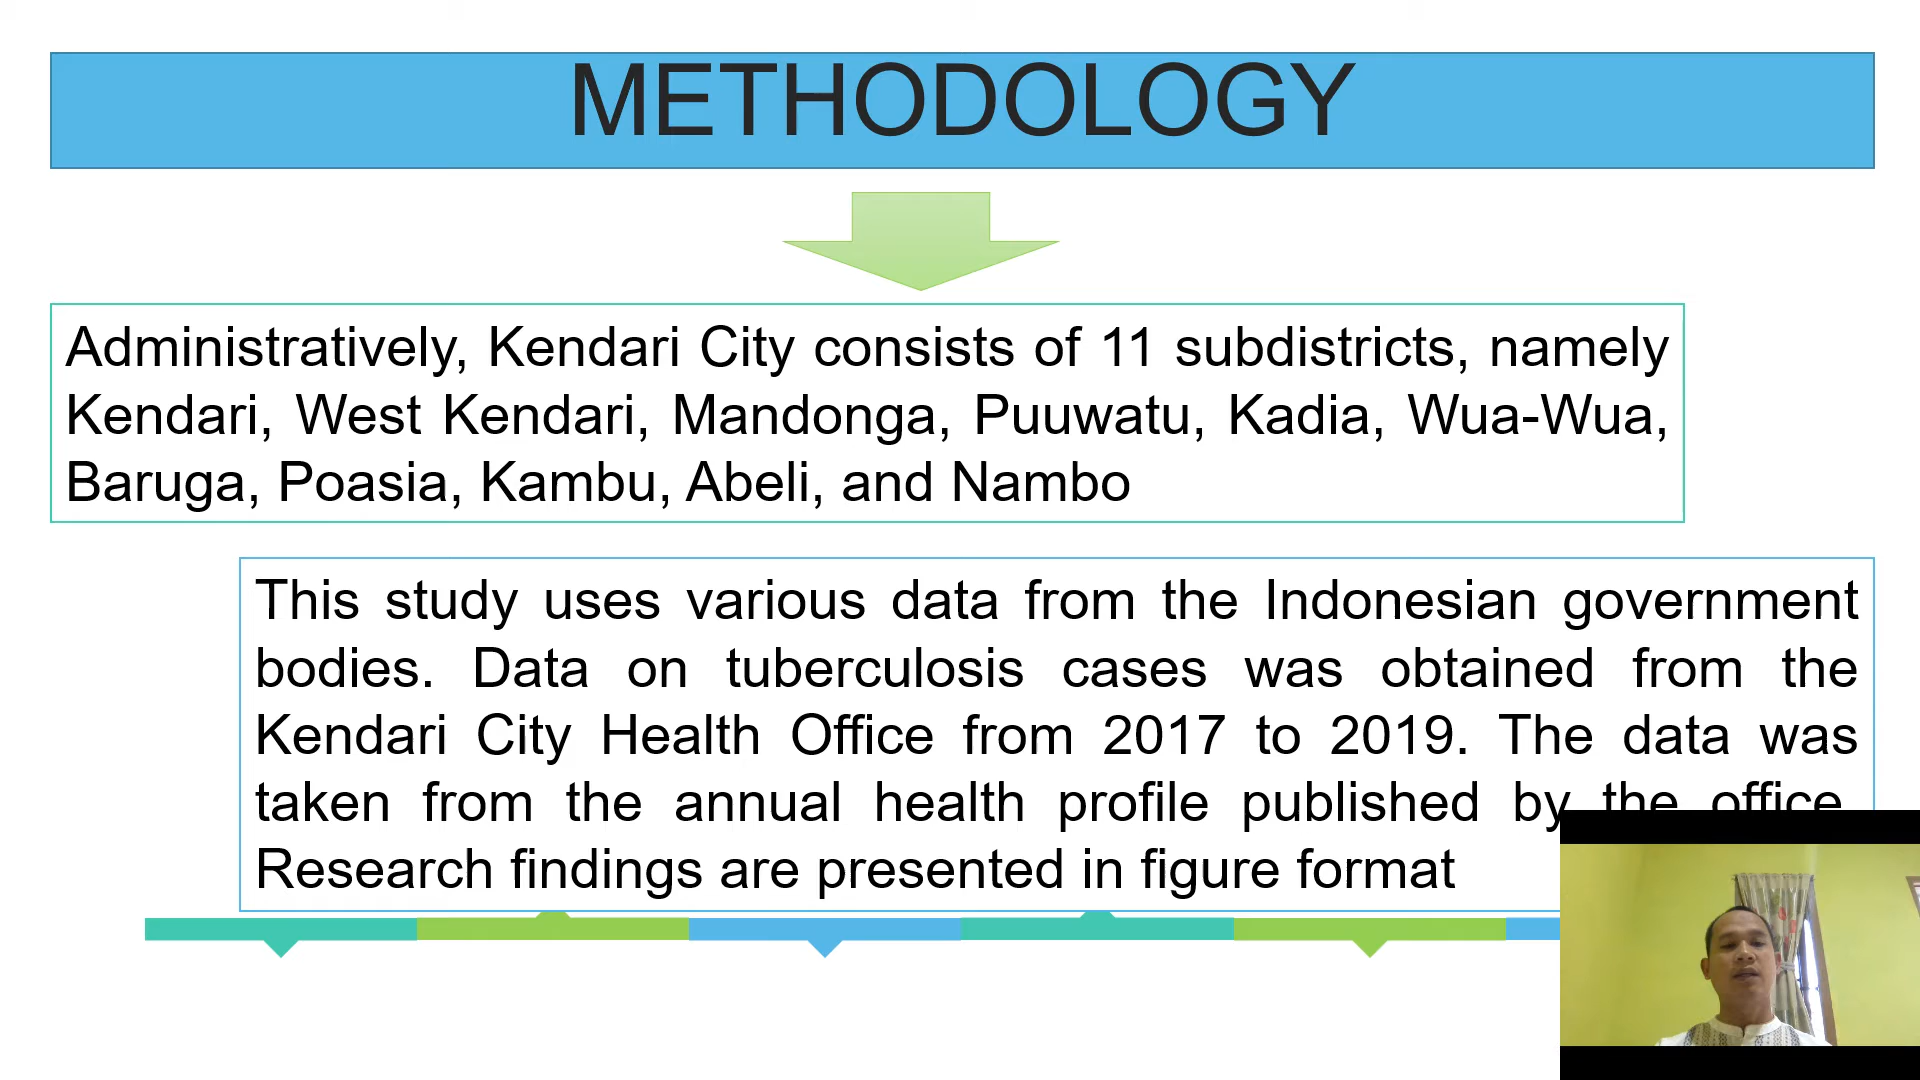 METHODOLOGY
Administratively, Kendari City consists of 11 subdistricts, namely
Kendari, West Kendari, Mandonga, Puuwatu, Kadia, Wua-Wua,
Baruga, Poasia, Kambu, Abeli, and Nambo
This study uses various data from the Indonesian government
bodies. Data on tuberculosis cases was obtained from the
Kendari City Health Office from 2017 to 2019. The data was
taken from the annual health profile published by the office.
Research findings are presented in figure format